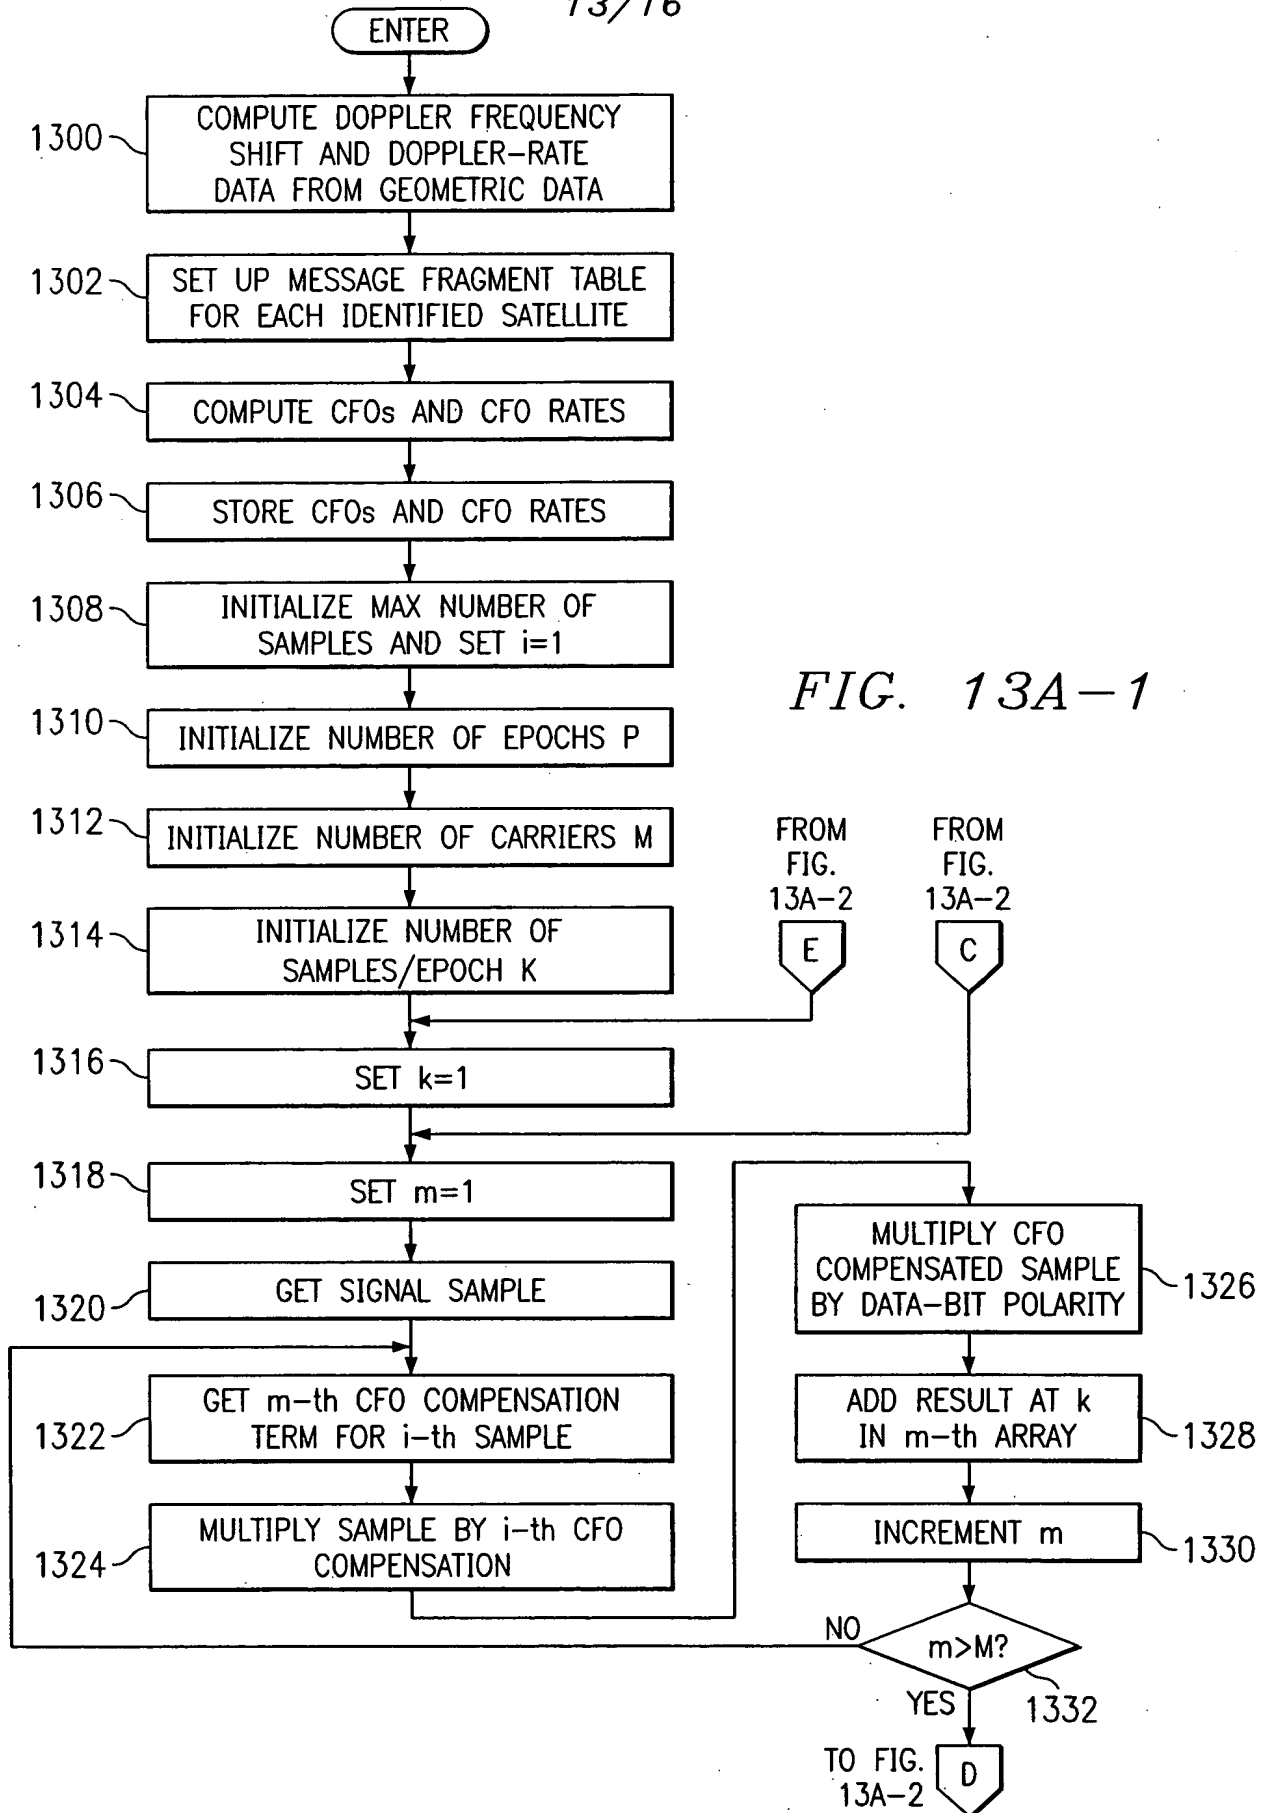 13/16
ENTER
1300
COMPUTE DOPPLER FREQUENCY
SHIFT AND DOPPLER-RATE
DATA FROM GEOMETRIC DATA
1302
SET UP MESSAGE FRAGMENT TABLE
FOR EACH IDENTIFIED SATELLITE
1304
COMPUTE CFOs AND CFO RATES
1306
STORE CFOs AND CFO RATES
1308
INITIALIZE MAX NUMBER OF
SAMPLES AND SET i=1
FIG. 13A-1
1310
INITIALIZE NUMBER OF EPOCHS P
1312
INITIALIZE NUMBER OF CARRIERS M
1314
INITIALIZE NUMBER OF
SAMPLES/EPOCH K
FROM
FIG.
13A-2
E
FROM
FIG.
13A-2
C
1316
SET k=1
1318
SET m=1
1320
GET SIGNAL SAMPLE
1322
GET m-th CFO COMPENSATION
TERM FOR i-th SAMPLE
1324
MULTIPLY SAMPLE BY i-th CFO
COMPENSATION
MULTIPLY CFO
COMPENSATED SAMPLE
BY DATA-BIT POLARITY
1326
ADD RESULT AT k
IN m-th ARRAY
1328
INCREMENT m
1330
NO
m>M?
YES
1332
TO FIG.
13A-2
D